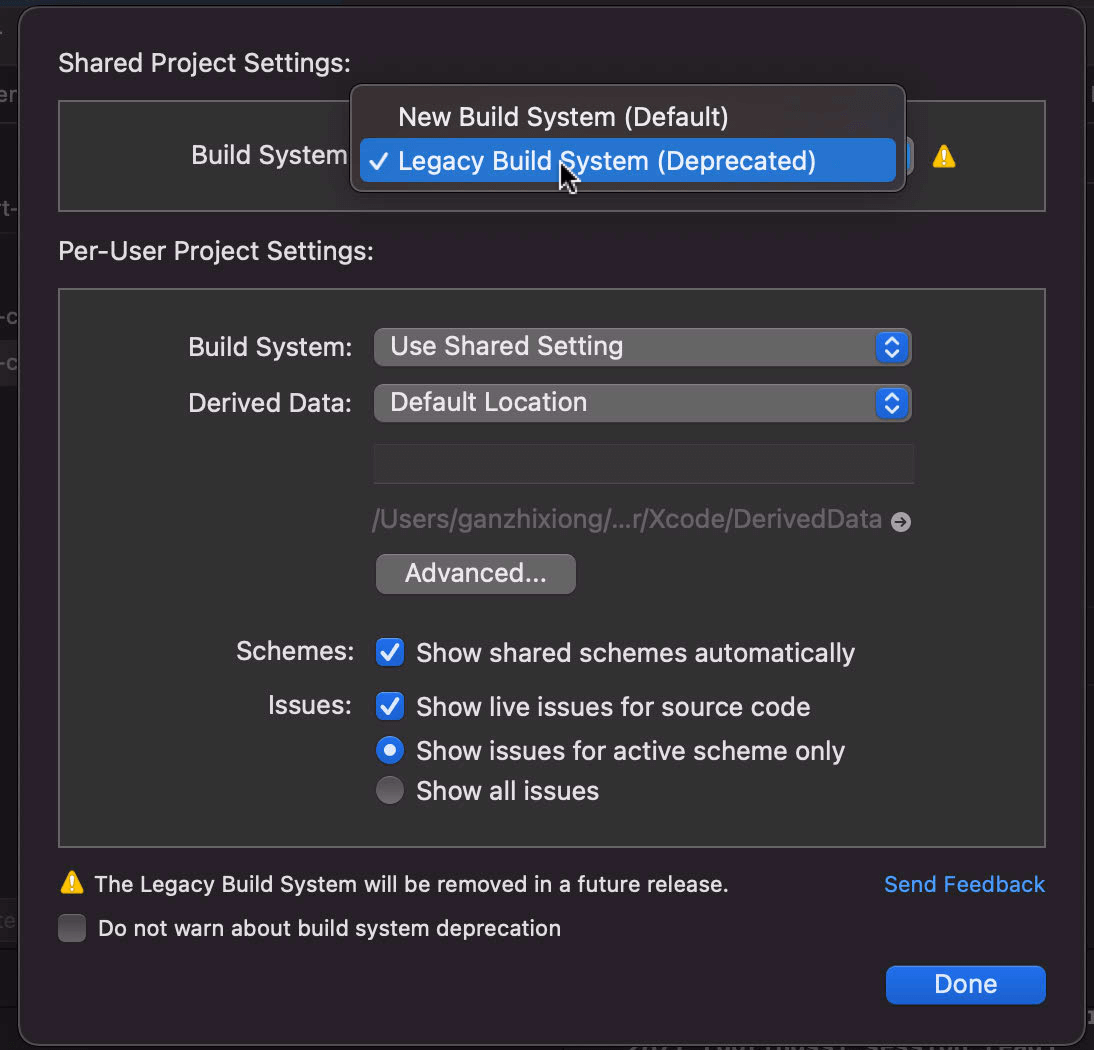 Shared Project Settings:
New Build System (Default)
Build System
✓ Legacy Build System (Deprecated)
Per-User Project Settings:
Build System: Use Shared Setting
Derived Data: Default Location
/Users/ganzhixiong/...r/Xcode/DerivedData
Advanced...
Schemes: Show shared schemes automatically
Issues: Show live issues for source code
Show issues for active scheme only
Show all issues
The Legacy Build System will be removed in a future release. Send Feedback
Do not warn about build system deprecation
Done